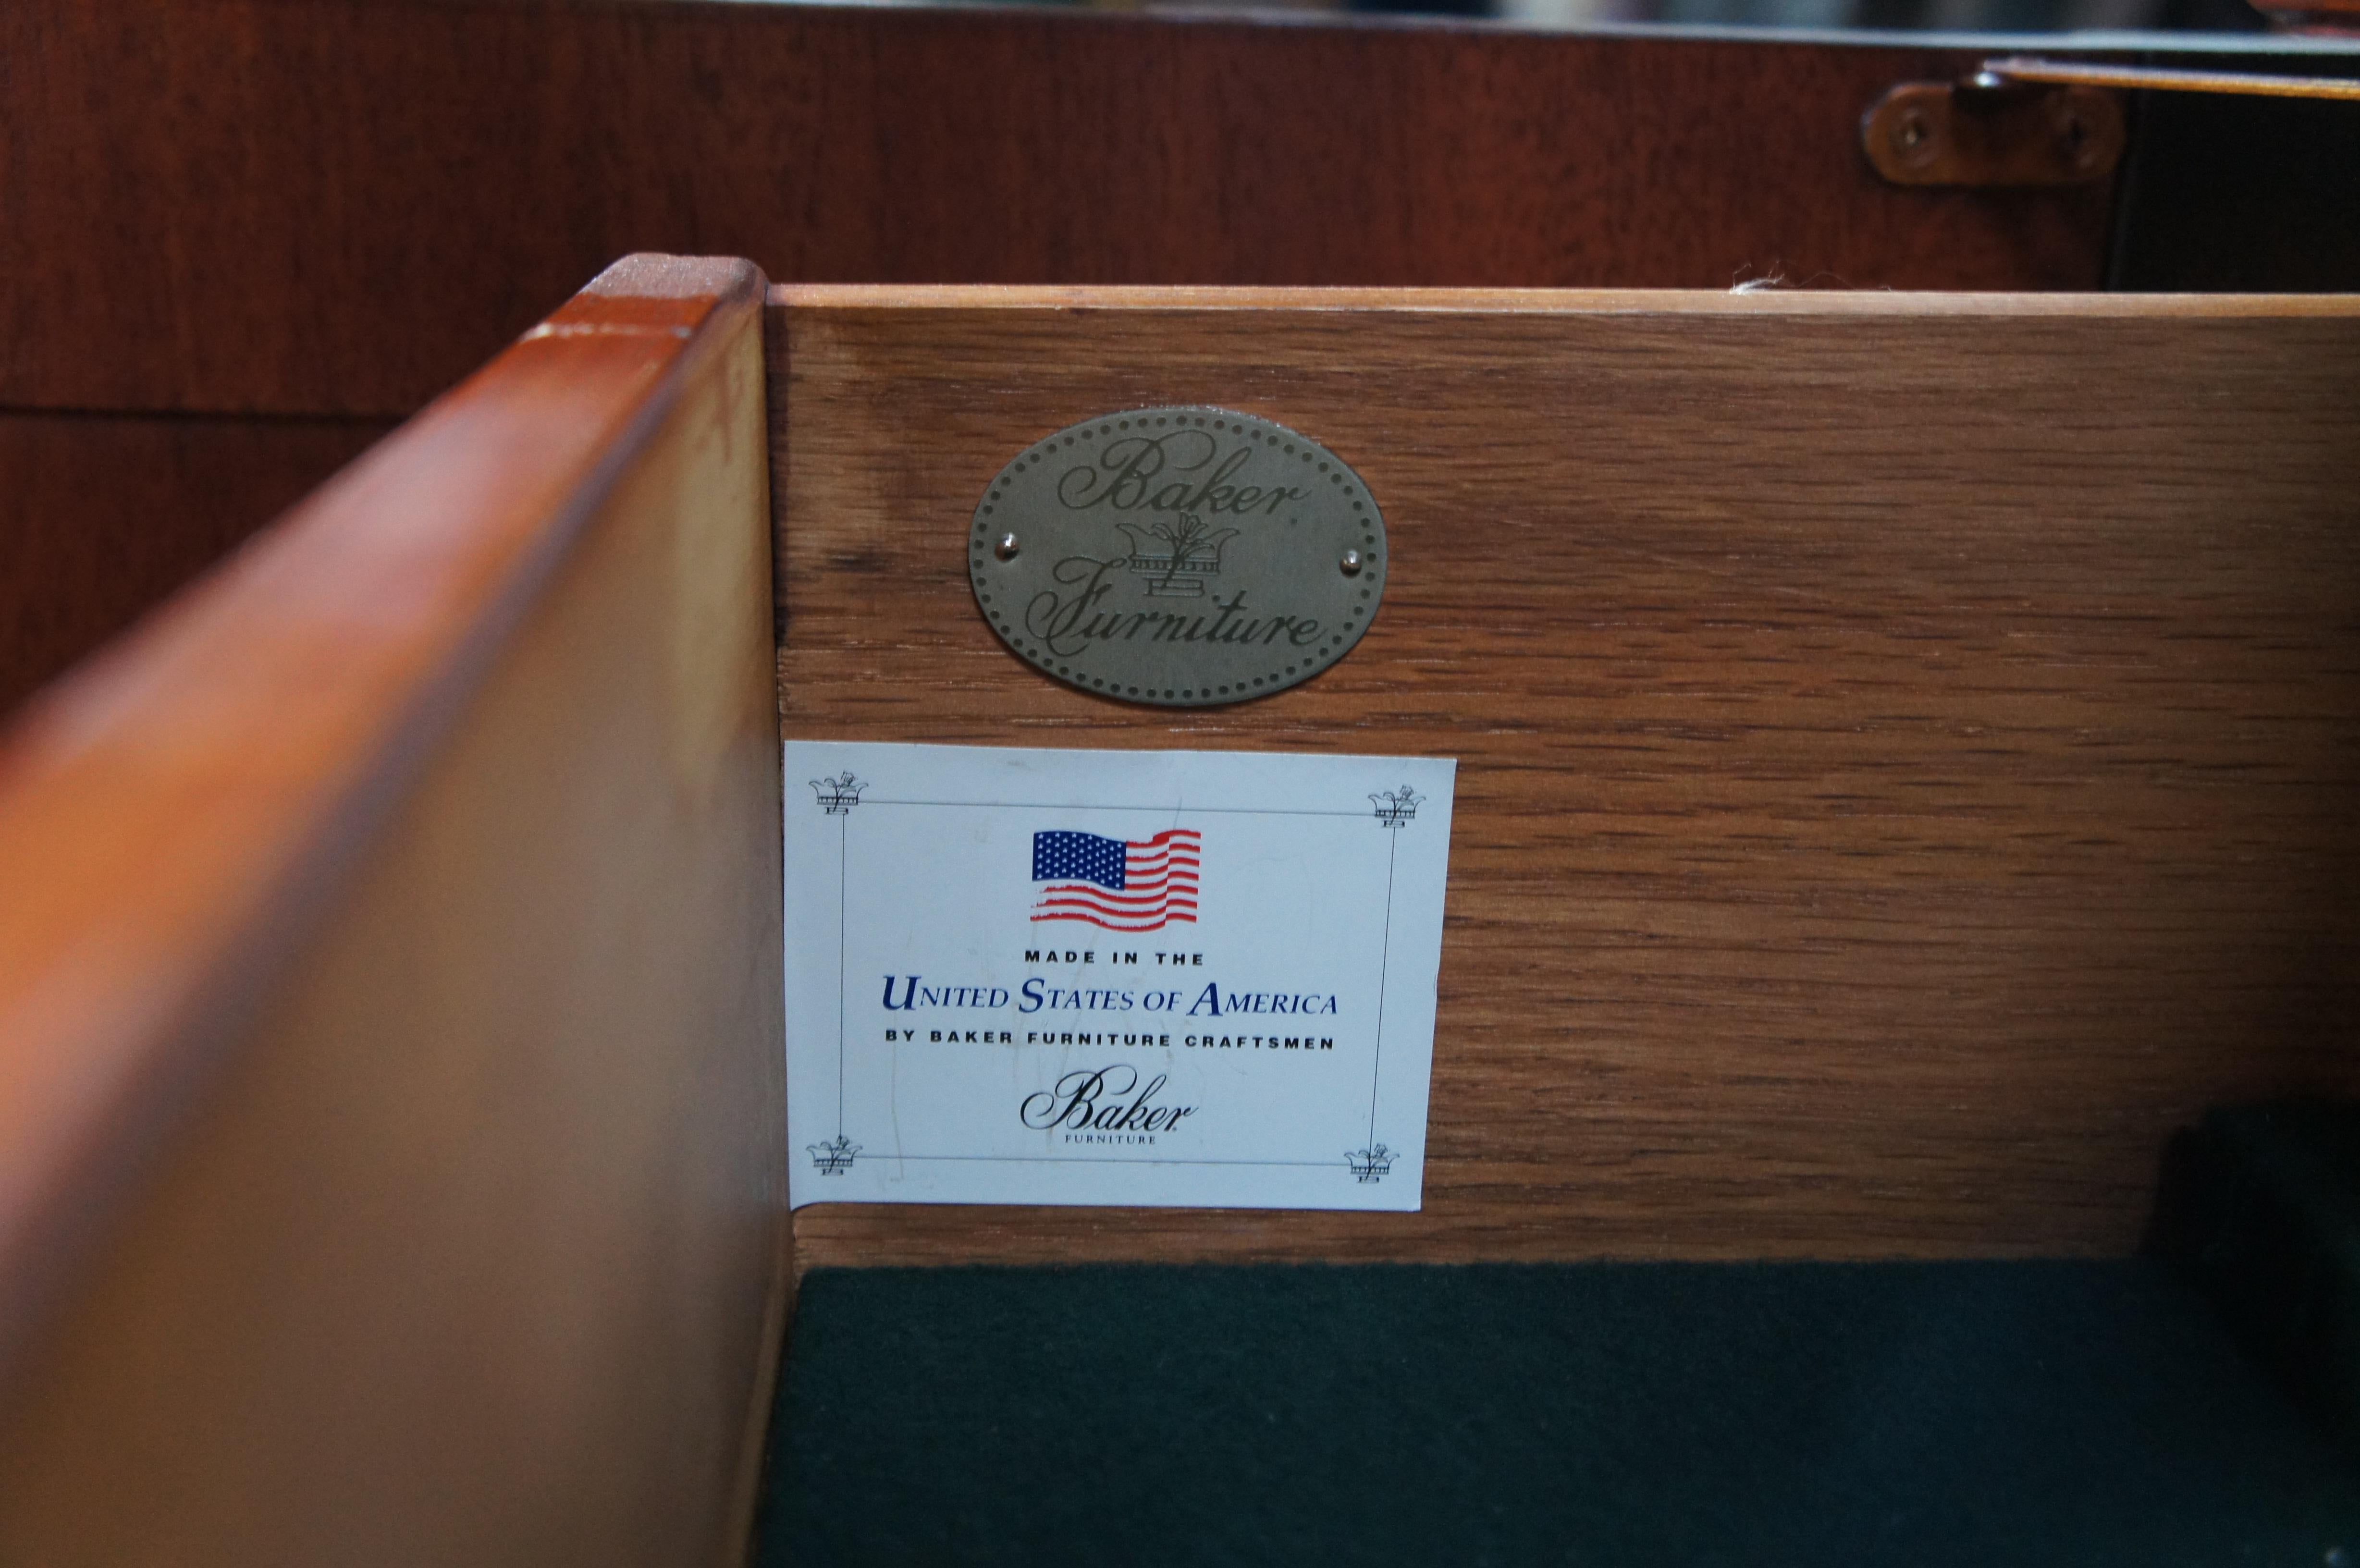 Baker
Furniture
MADE IN THE
UNITED STATES OF AMERICA
BY BAKER FURNITURE CRAFTSMEN
Baker
FURNITURE